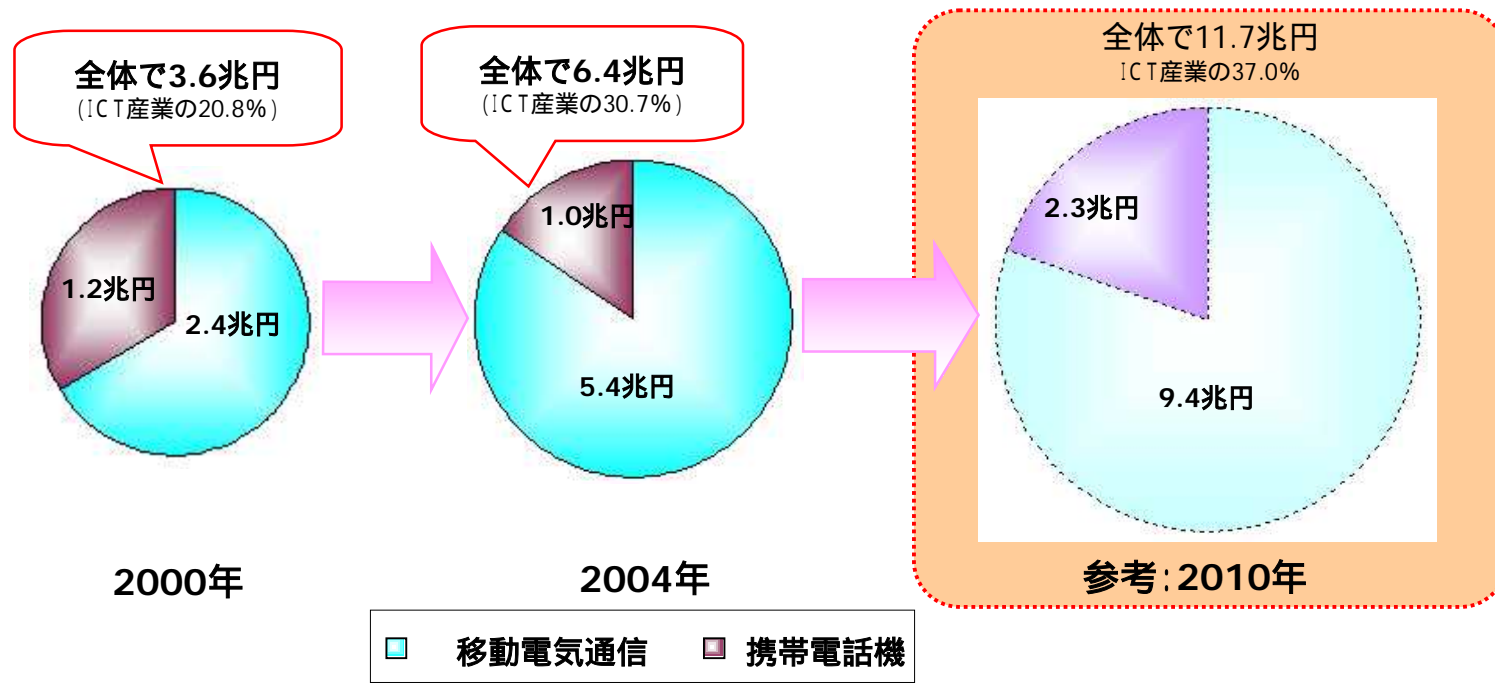 全体で3.6兆円
(ICT産業の20.8%)
1.2兆円
2.4兆円
2000年
全体で6.4兆円
(ICT産業の30.7%)
1.0兆円
5.4兆円
2004年
全体で11.7兆円
ICT産業の37.0%
2.3兆円
9.4兆円
参考:2010年
移動電気通信 携帯電話機